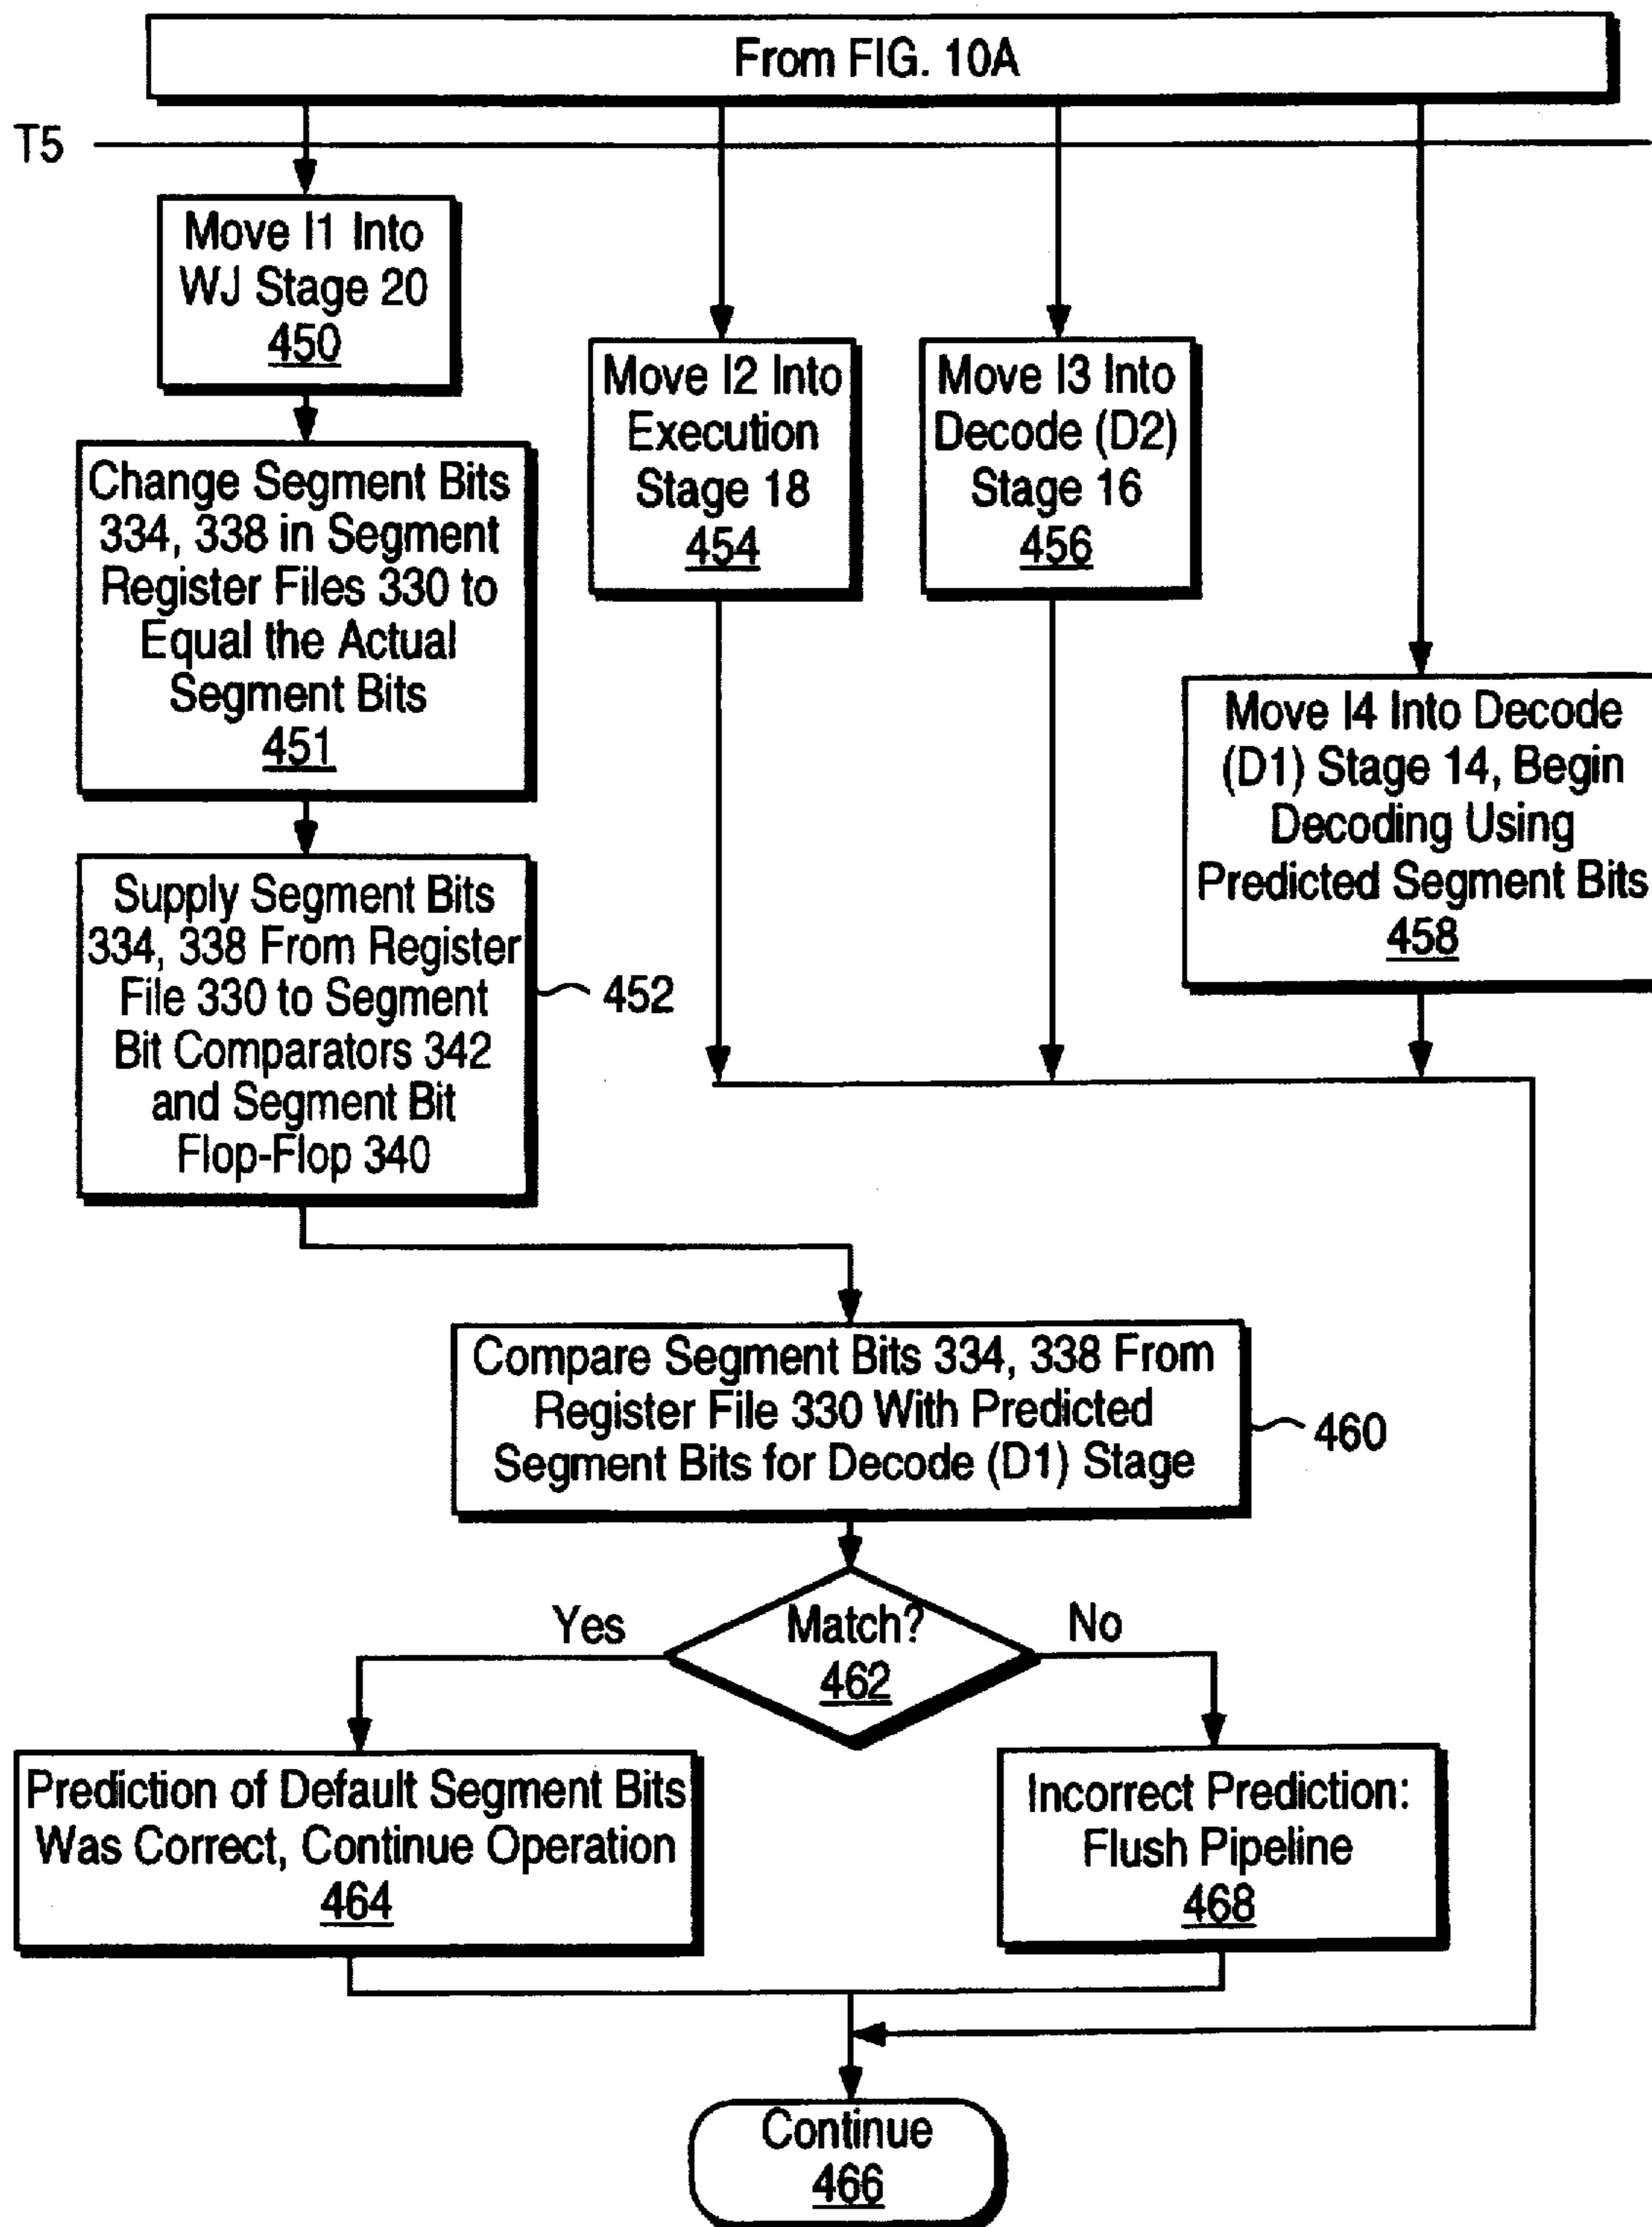 From FIG. 10A
T5
Move I1 Into
WJ Stage 20
450
Move I2 Into
Execution
Stage 18
454
Move I3 Into
Decode (D2)
Stage 16
456
Change Segment Bits
334, 338 in Segment
Register Files 330 to
Equal the Actual
Segment Bits
451
Move I4 Into Decode
(D1) Stage 14, Begin
Decoding Using
Predicted Segment Bits
458
Supply Segment Bits
334, 338 From Register
File 330 to Segment
Bit Comparators 342
and Segment Bit
Flop-Flop 340
452
Compare Segment Bits 334, 338 From
Register File 330 With Predicted
Segment Bits for Decode (D1) Stage
460
Yes
Match?
462
No
Prediction of Default Segment Bits
Was Correct, Continue Operation
464
Incorrect Prediction:
Flush Pipeline
468
Continue
466